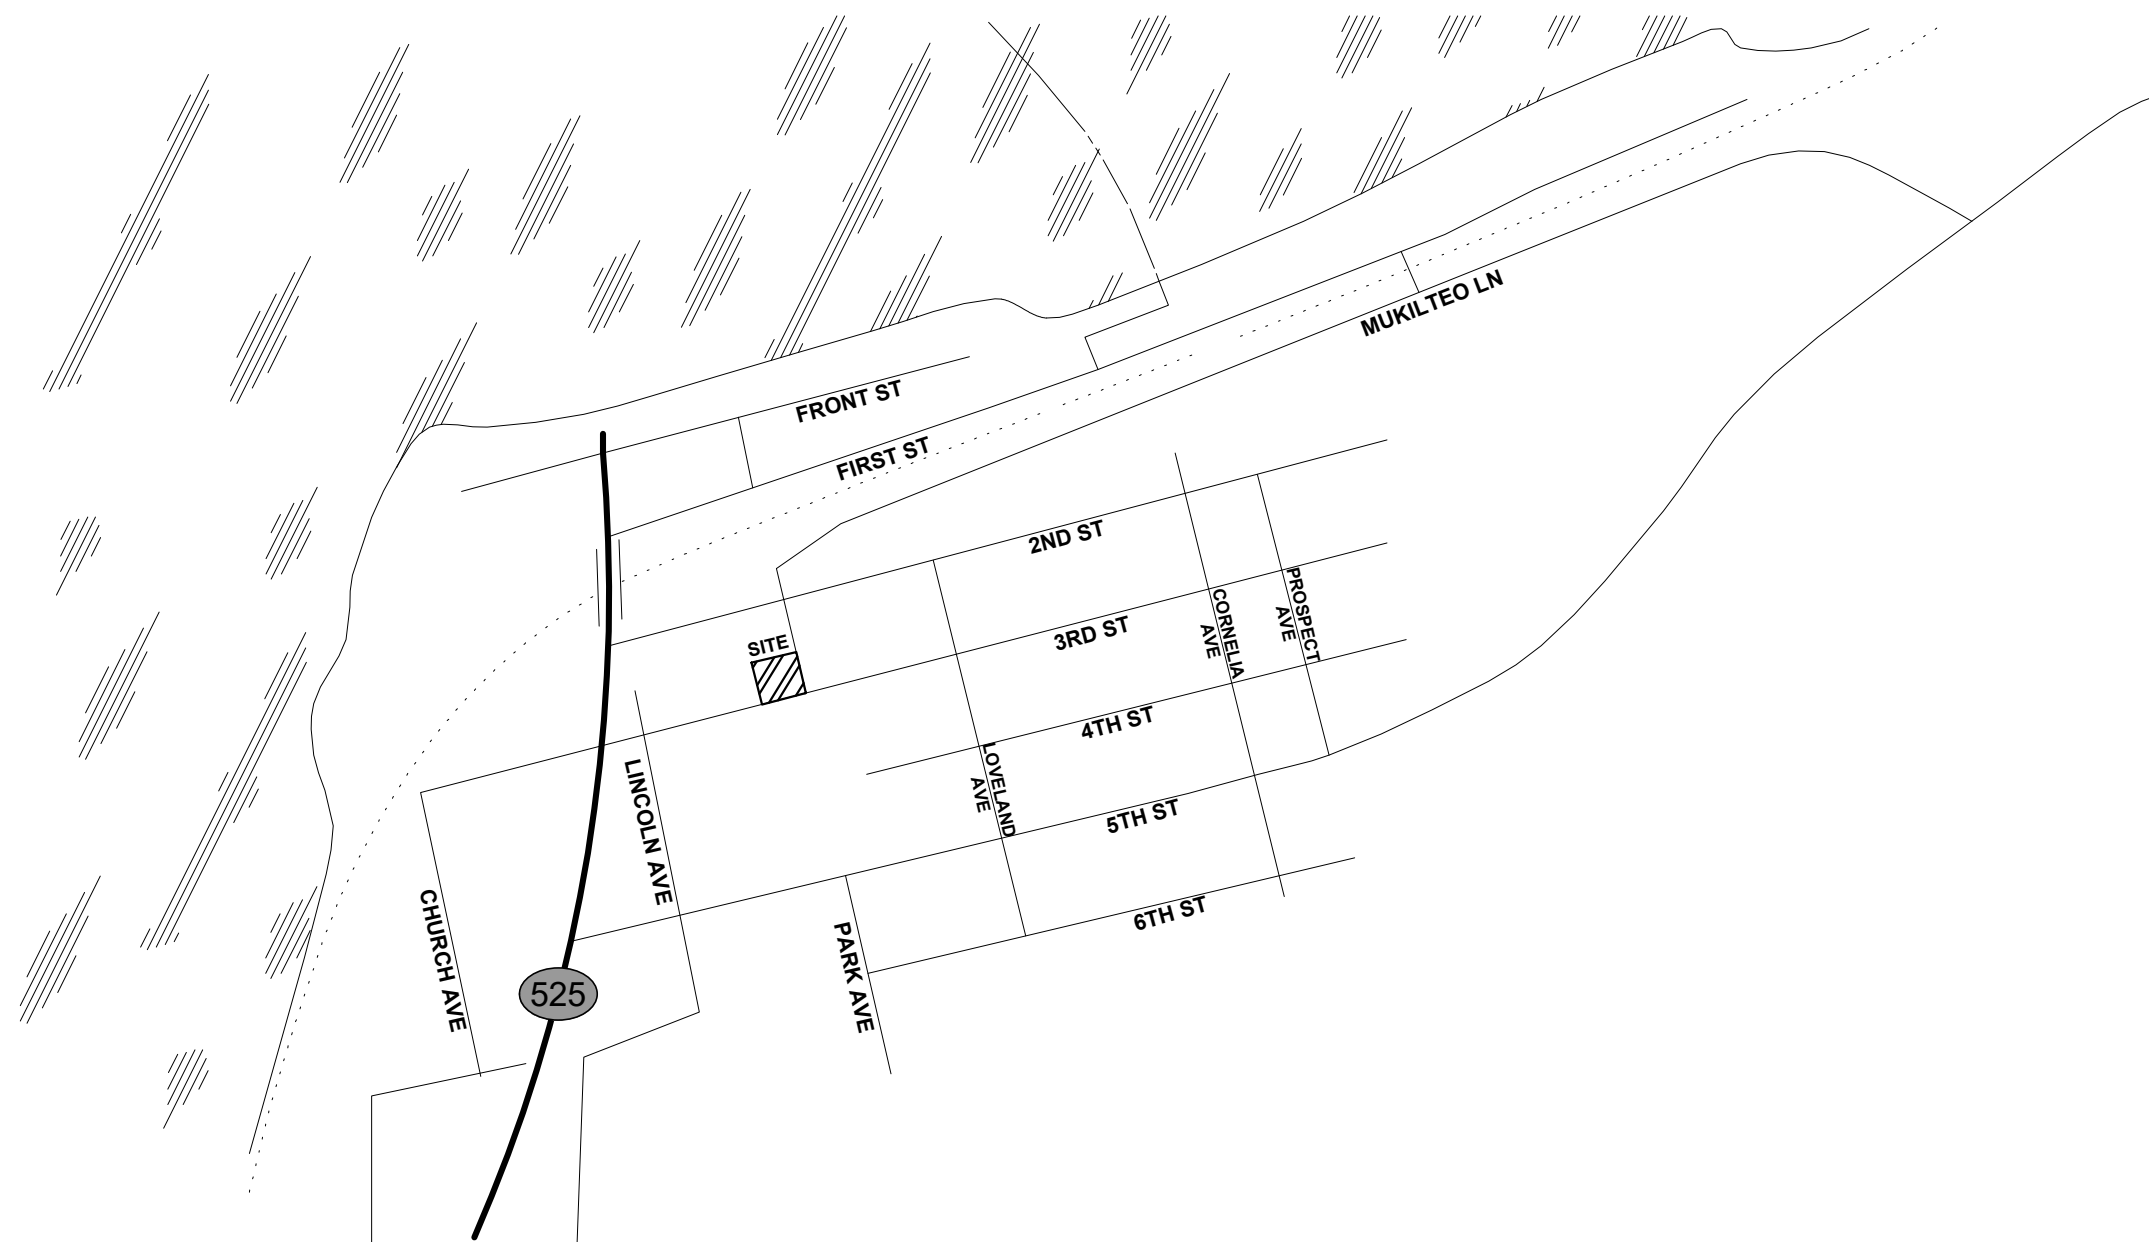 MUKILTEO LN
FRONT ST
FIRST ST
2ND ST
PROSPECT
AVE
CORNELIA
AVE
3RD ST
SITE
4TH ST
LOVELAND
AVE
LINCOLN AVE
5TH ST
CHURCH AVE
6TH ST
PARK AVE
525